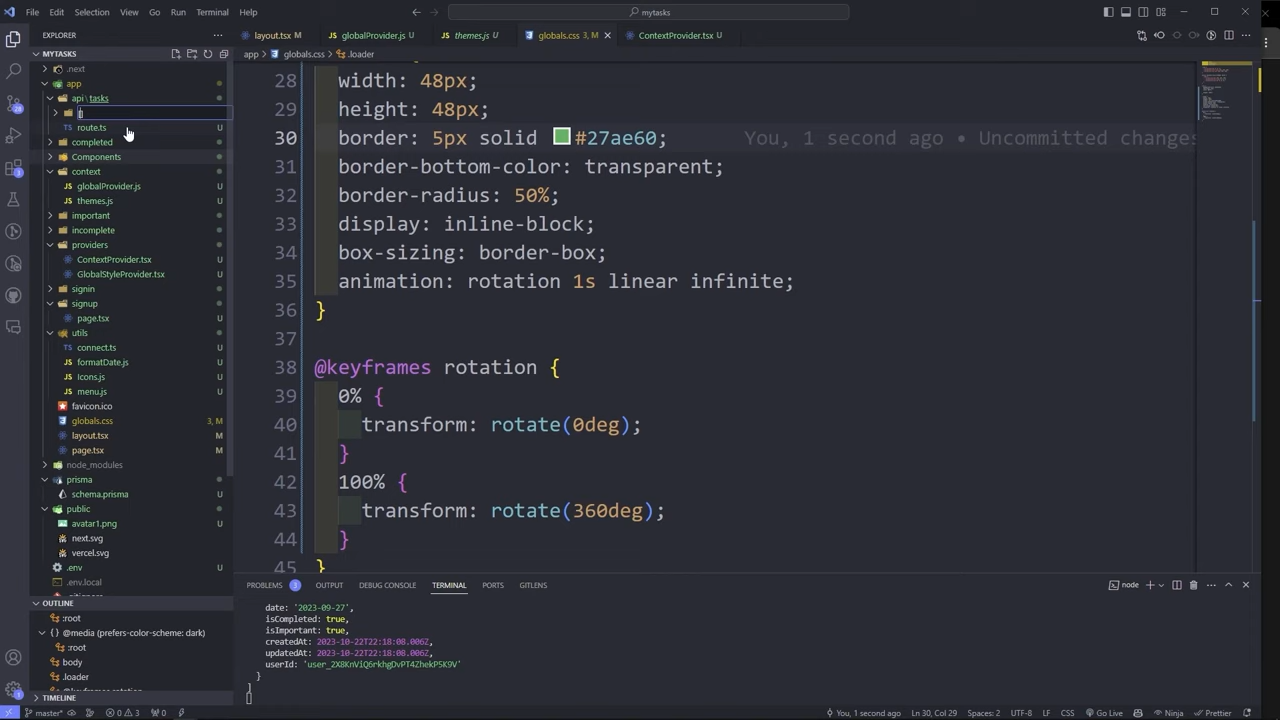 File Edit Selection View Go Run Terminal Help
mytasks
EXPLORER
layout.tsx U
globalProvider.js U
themes.js U
globals.css 3, M
ContextProvider.tsx U
MYTASKS
app > globals.css > .loader
.next
app
api \ tasks
[]
route.ts U
completed
Components
context
globalProvider.js U
themes.js U
important
incomplete
providers
ContextProvider.tsx U
GlobalStyleProvider.tsx U
signin
signup
page.tsx U
utils
connect.ts U
formatDate.js U
Icons.js U
menu.js U
favicon.ico
globals.css 3, M
layout.tsx M
page.tsx M
node_modules
prisma
schema.prisma
public
avatar1.png U
next.svg
vercel.svg
.env U
.env.local
OUTLINE
:root
{} @media (prefers-color-scheme: dark)
:root
body
.loader
@keyframes rotation
TIMELINE
28 width: 48px;
29 height: 48px;
30 border: 5px solid #27ae60; You, 1 second ago • Uncommitted changes
31 border-bottom-color: transparent;
32 border-radius: 50%;
33 display: inline-block;
34 box-sizing: border-box;
35 animation: rotation 1s linear infinite;
36 }
37
38 @keyframes rotation {
39 0% {
40 transform: rotate(0deg);
41 }
42 100% {
43 transform: rotate(360deg);
44 }
45 }
PROBLEMS 3 OUTPUT DEBUG CONSOLE TERMINAL PORTS GITLENS
node
date: '2023-09-27',
isCompleted: true,
isImportant: true,
createdAt: 2023-10-22T22:18:08.006Z,
updatedAt: 2023-10-22T22:18:08.006Z,
userId: 'user_2X8KnViQ6rkhgDvPT4ZhekP5K9V'
}
]
master* 0 3 0 You, 1 second ago Ln 30, Col 29 Spaces: 2 UTF-8 LF CSS Go Live Ninja Prettier